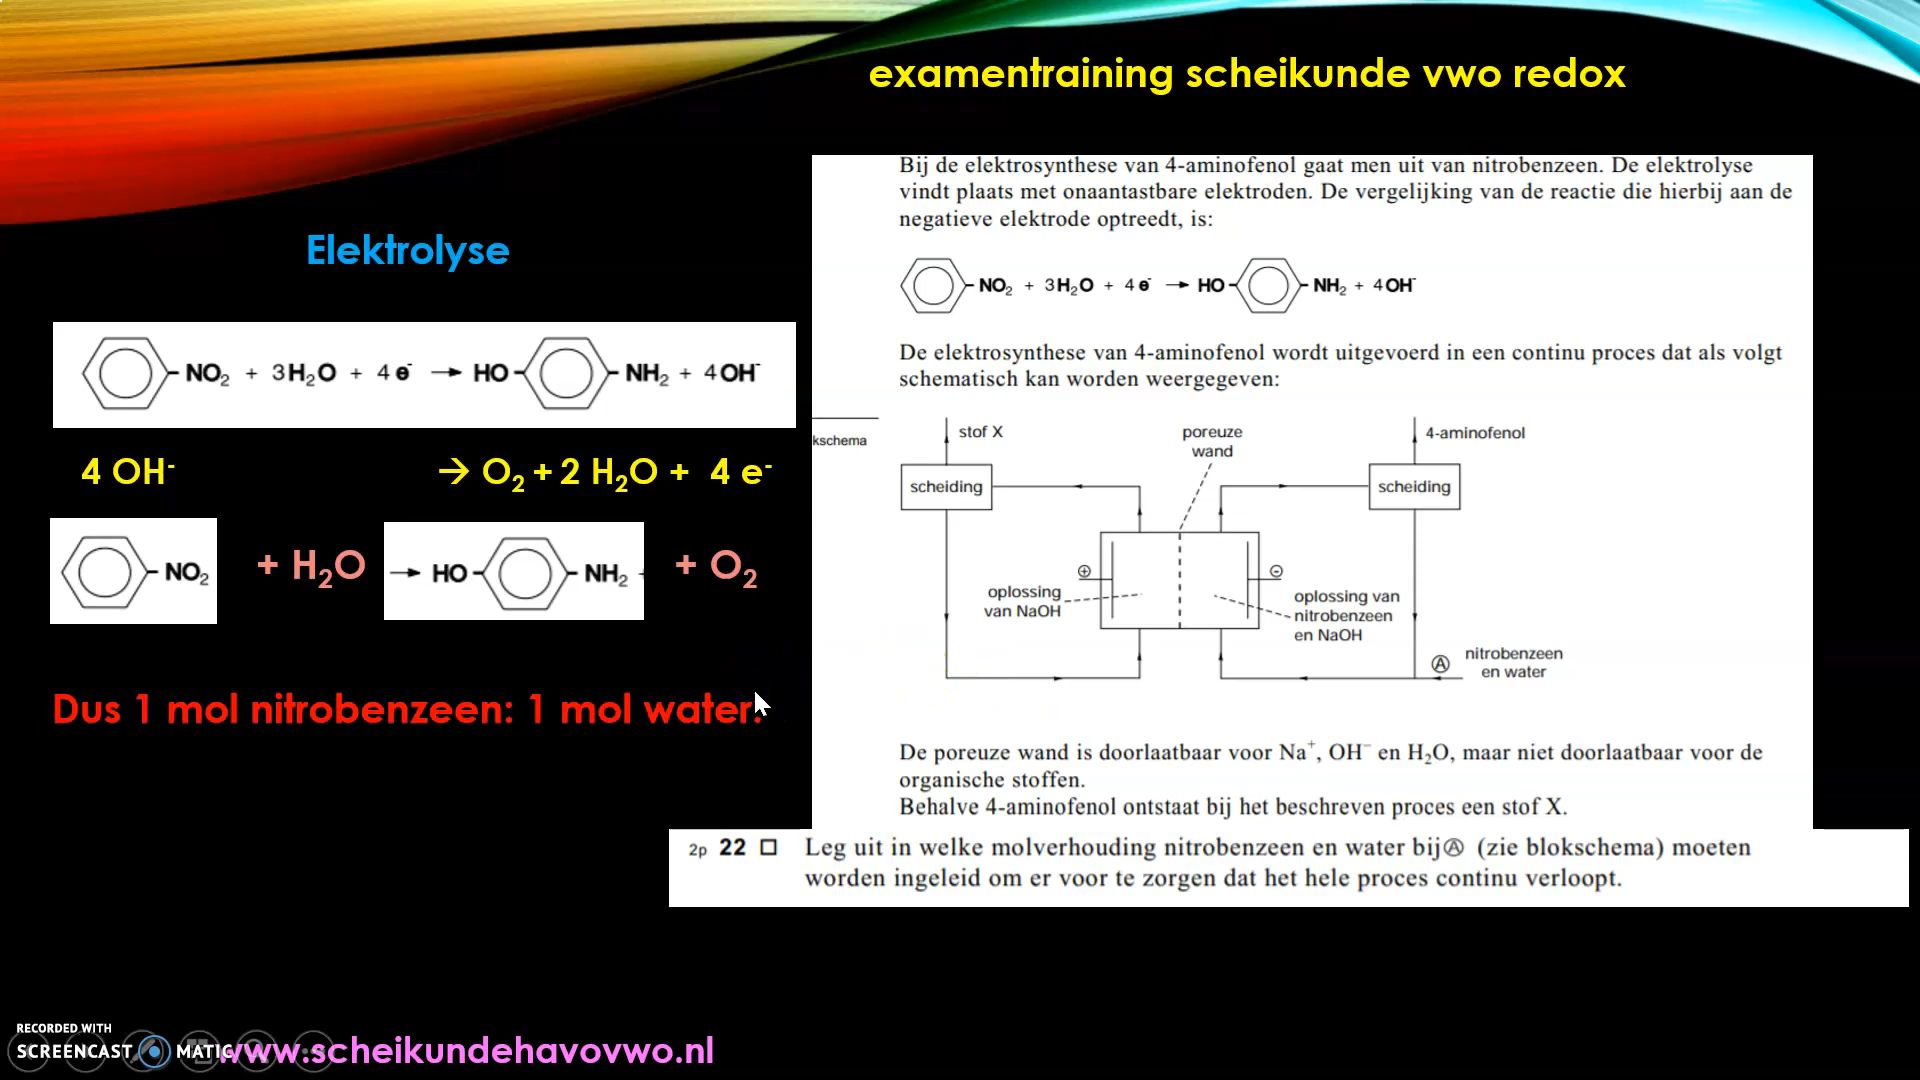 examentraining scheikunde vwo redox
Elektrolyse
NO₂ + 3H₂O + 4 e⁻ → HO NH₂ + 4OH⁻
4 OH⁻ → O₂ + 2 H₂O + 4 e⁻
NO₂ + H₂O → HO NH₂ + O₂
Dus 1 mol nitrobenzeen: 1 mol water.
Bij de elektrosynthese van 4-aminofenol gaat men uit van nitrobenzeen. De elektrolyse
vindt plaats met onaantastbare elektroden. De vergelijking van de reactie die hierbij aan de
negatieve elektrode optreedt, is:
NO₂ + 3H₂O + 4 e⁻ → HO NH₂ + 4OH⁻
De elektrosynthese van 4-aminofenol wordt uitgevoerd in een continu proces dat als volgt
schematisch kan worden weergegeven:
kschema
stof X
poreuze
wand
4-aminofenol
scheiding
scheiding
+
-
oplossing
van NaOH
oplossing van
nitrobenzeen
en NaOH
A
nitrobenzeen
en water
De poreuze wand is doorlaatbaar voor Na⁺, OH⁻ en H₂O, maar niet doorlaatbaar voor de
organische stoffen.
Behalve 4-aminofenol ontstaat bij het beschreven proces een stof X.
2p 22 □ Leg uit in welke molverhouding nitrobenzeen en water bij Ⓐ (zie blokschema) moeten
worden ingeleid om er voor te zorgen dat het hele proces continu verloopt.
RECORDED WITH
SCREENCAST MATIC
www.scheikundehavovwo.nl